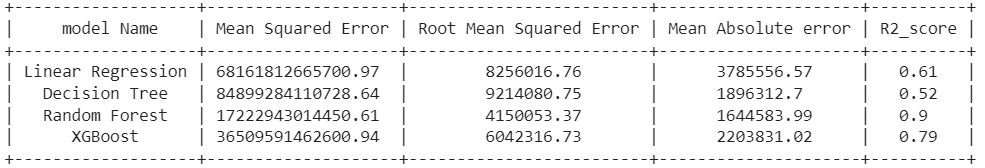 +-------------------+--------------------+-------------------------+---------------------+----------+
| model Name | Mean Squared Error | Root Mean Squared Error | Mean Absolute error | R2_score |
+-------------------+--------------------+-------------------------+---------------------+----------+
| Linear Regression | 68161812665700.97 | 8256016.76 | 3785556.57 | 0.61 |
| Decision Tree | 84899284110728.64 | 9214080.75 | 1896312.7 | 0.52 |
| Random Forest | 17222943014450.61 | 4150053.37 | 1644583.99 | 0.9 |
| XGBoost | 36509591462600.94 | 6042316.73 | 2203831.02 | 0.79 |
+-------------------+--------------------+-------------------------+---------------------+----------+